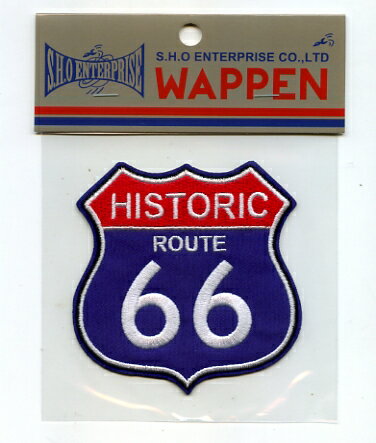 S.H.O ENTERPRISE
S.H.O ENTERPRISE CO.,LTD
WAPPEN
HISTORIC
ROUTE
66